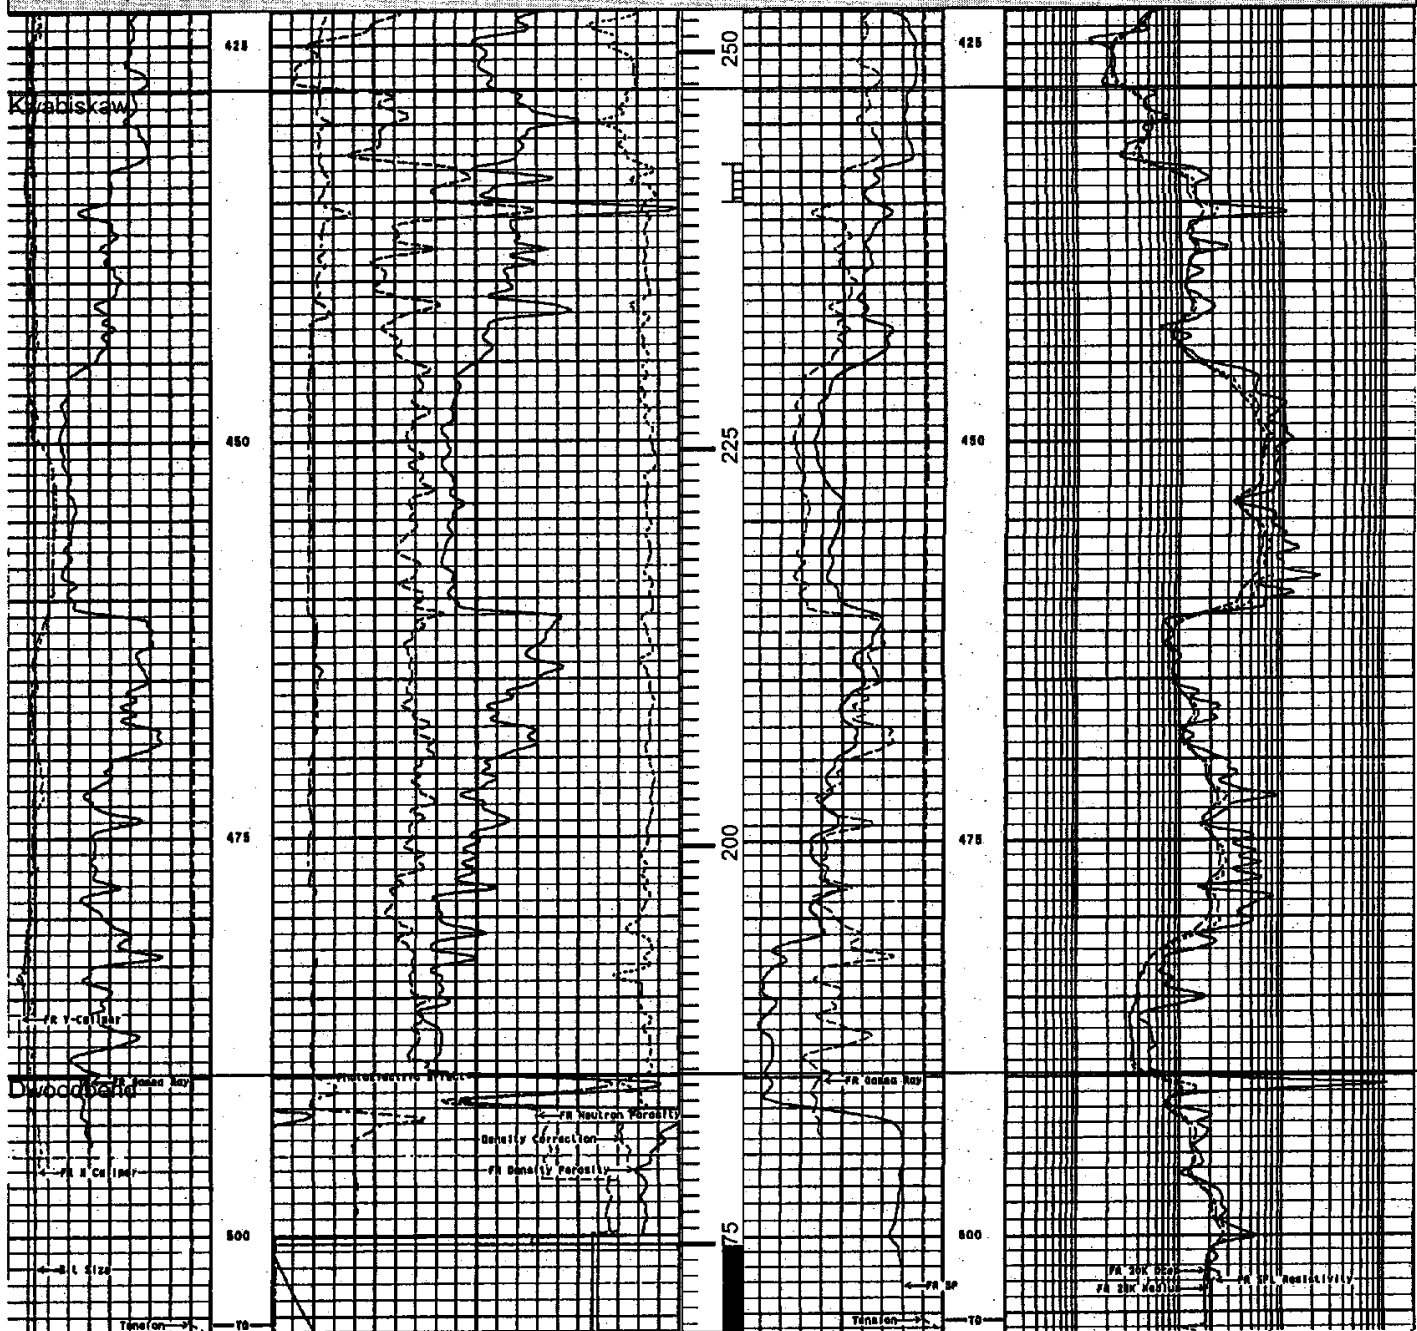 425
250
425
Kwabiskaw
450
225
450
475
200
475
FR Y-Caliper
FR Gamma Ray
Photoelectric Effect
FR Gamma Ray
Dwoodbend
FR Neutron Porosity
Density Correction
FR X Caliper
FR Density Porosity
500
75
500
Bit Size
FR SP
FR SFL Resistivity
Tension
TD
Tension
TD